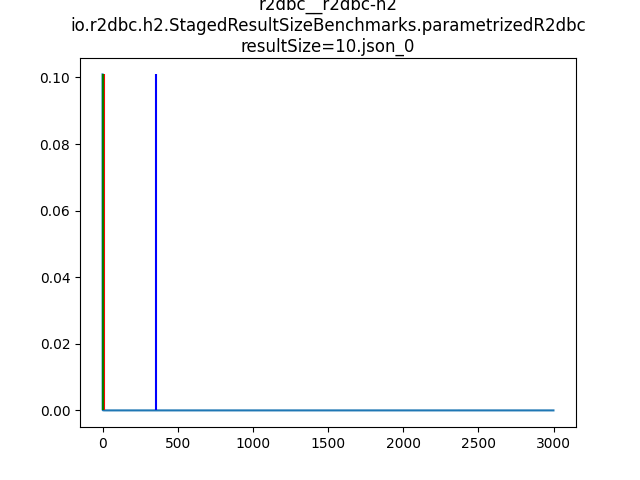 r2dbc__r2dbc-h2
io.r2dbc.h2.StagedResultSizeBenchmarks.parametrizedR2dbc
resultSize=10.json_0
0.10
0.08
0.06
0.04
0.02
0.00
0 500 1000 1500 2000 2500 3000